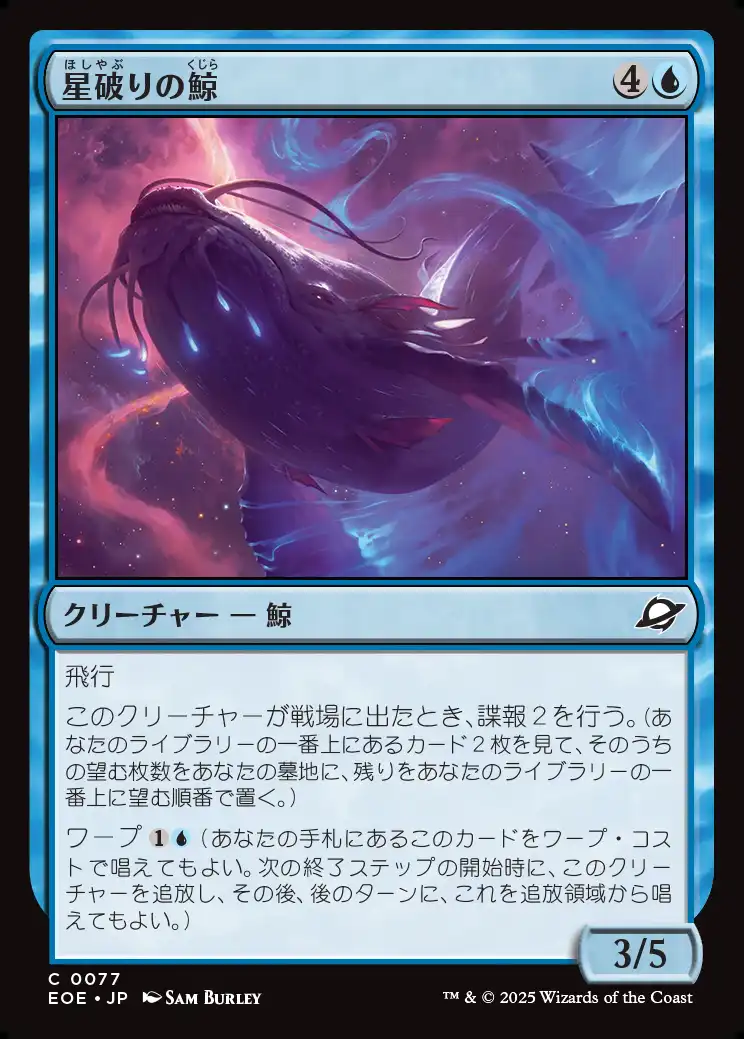 ほしやぶ くじら
星破りの鯨 4
クリーチャー — 鯨
飛行
このクリーチャーが戦場に出たとき、諜報２を行う。(あ
なたのライブラリーの一番上にあるカード２枚を見て、そのうち
の望む枚数をあなたの墓地に、残りをあなたのライブラリーの一
番上に望む順番で置く。)
ワープ 1 (あなたの手札にあるこのカードをワープ・コス
トで唱えてもよい。次の終了ステップの開始時に、このクリー
チャーを追放し、その後、後のターンに、これを追放領域から唱
えてもよい。)
3/5
C 0077
EOE • JP SAM BURLEY
™ & © 2025 Wizards of the Coast